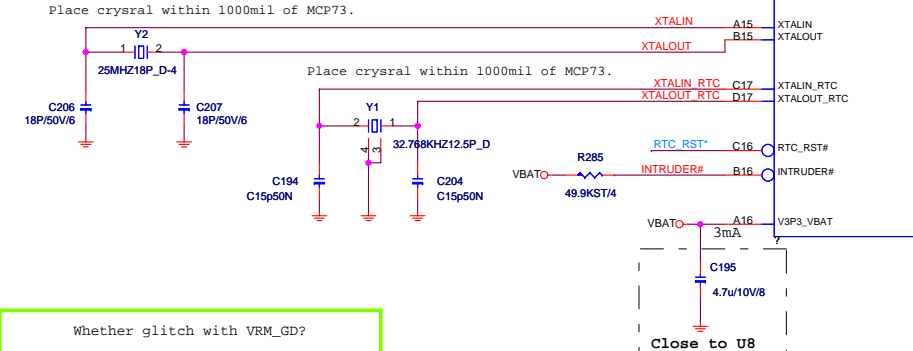 Place crysral within 1000mil of MCP73.
XTALIN A15 XTALIN
Y2
B15 XTALOUT
XTALOUT
1 2
25MHZ18P_D-4
Place crysral within 1000mil of MCP73.
XTALIN_RTC C17 XTALIN_RTC
XTALOUT_RTC D17 XTALOUT_RTC
C206
18P/50V/6
C207
18P/50V/6
Y1
2 1
32.768KHZ12.5P_D
4 3
RTC_RST* C16 RTC_RST#
R285
VBAT INTRUDER# B16 INTRUDER#
49.9KST/4
C194
C15p50N
C204
C15p50N
VBAT A16 V3P3_VBAT
3mA
?
C195
4.7u/10V/8
Whether glitch with VRM_GD?
Close to U8